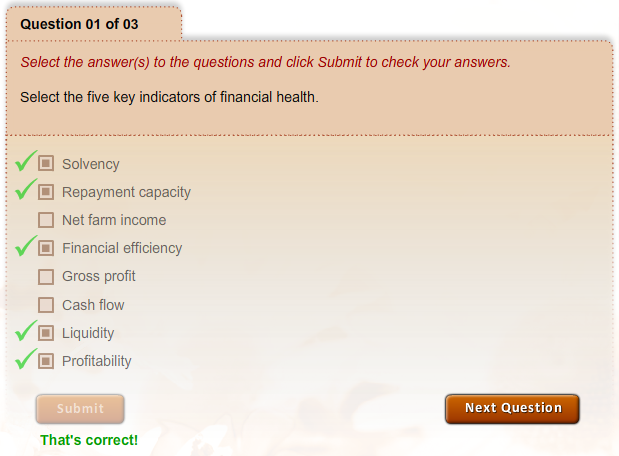 Question 01 of 03
Select the answer(s) to the questions and click Submit to check your answers.
Select the five key indicators of financial health.
Solvency
Repayment capacity
Net farm income
Financial efficiency
Gross profit
Cash flow
Liquidity
Profitability
Submit
Next Question
That's correct!